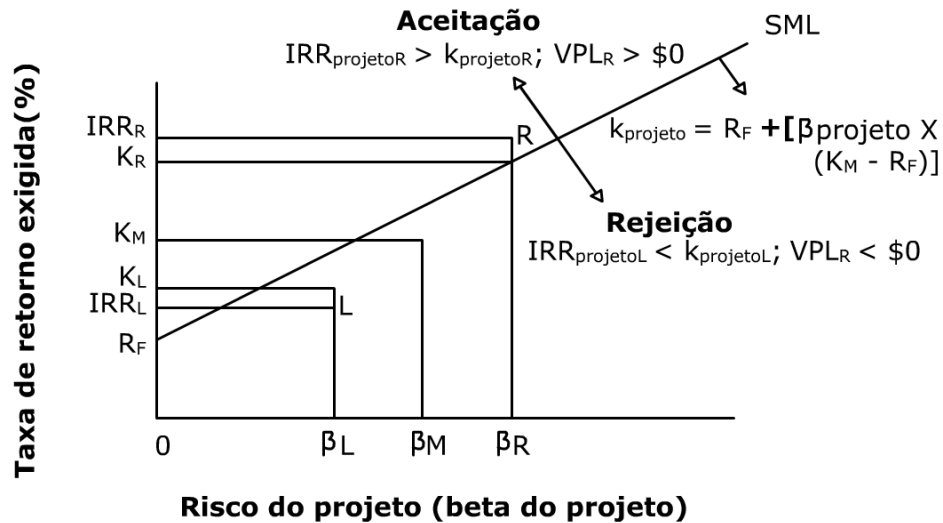 Aceitação
IRRprojetoR > kprojetoR; VPLR > $0
SML
Taxa de retorno exigida(%)
IRRR
KR
R
kprojeto = RF +[βprojeto X
(KM - RF)]
KM
Rejeição
IRRprojetoL < kprojetoL; VPLR < $0
KL
IRRL
L
RF
0
βL
βM
βR
Risco do projeto (beta do projeto)